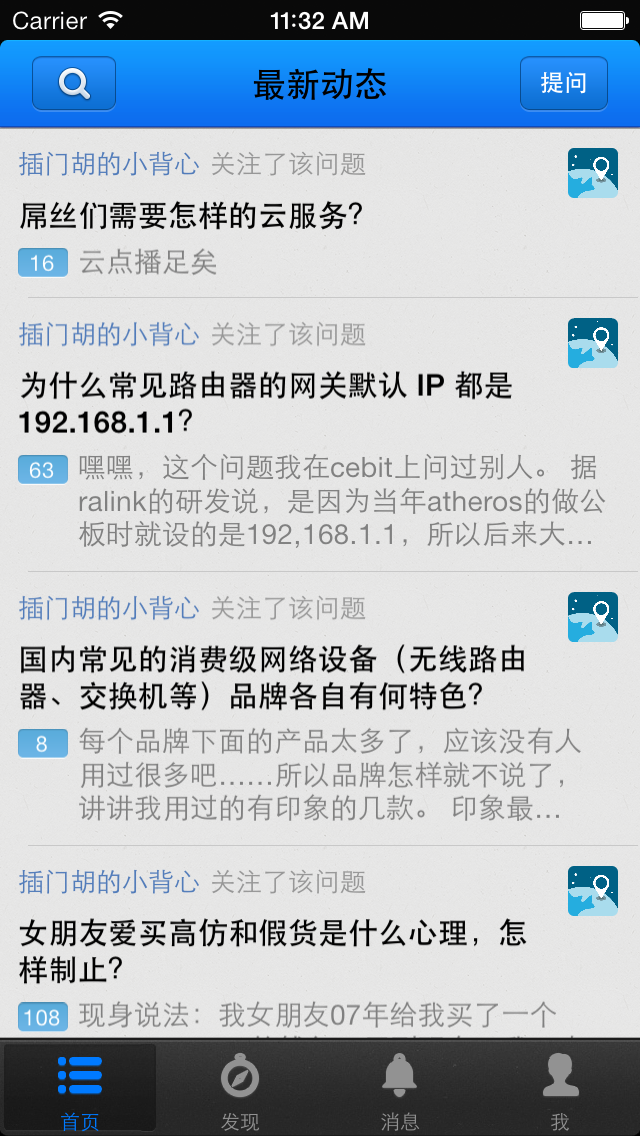 Carrier 11:32 AM
最新动态
提问
插门胡的小背心 关注了该问题
屌丝们需要怎样的云服务？
16 云点播足矣
插门胡的小背心 关注了该问题
为什么常见路由器的网关默认 IP 都是
192.168.1.1？
63 嘿嘿，这个问题我在cebit上问过别人。 据
ralink的研发说，是因为当年atheros的做公
板时就设的是192,168.1.1，所以后来大…
插门胡的小背心 关注了该问题
国内常见的消费级网络设备（无线路由
器、交换机等）品牌各自有何特色？
8 每个品牌下面的产品太多了，应该没有人
用过很多吧……所以品牌怎样就不说了，
讲讲我用过的有印象的几款。 印象最…
插门胡的小背心 关注了该问题
女朋友爱买高仿和假货是什么心理，怎
样制止？
108 现身说法：我女朋友07年给我买了一个
首页 发现 消息 我